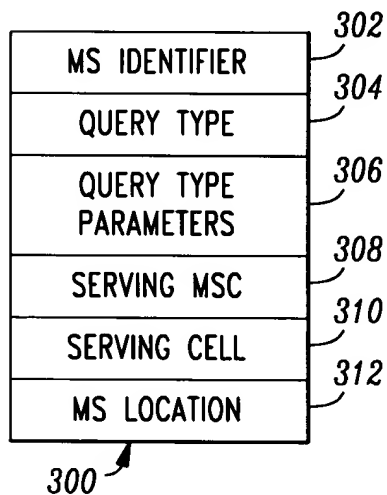 302
MS IDENTIFIER
304
QUERY TYPE
306
QUERY TYPE
PARAMETERS
308
SERVING MSC
310
SERVING CELL
312
MS LOCATION
300